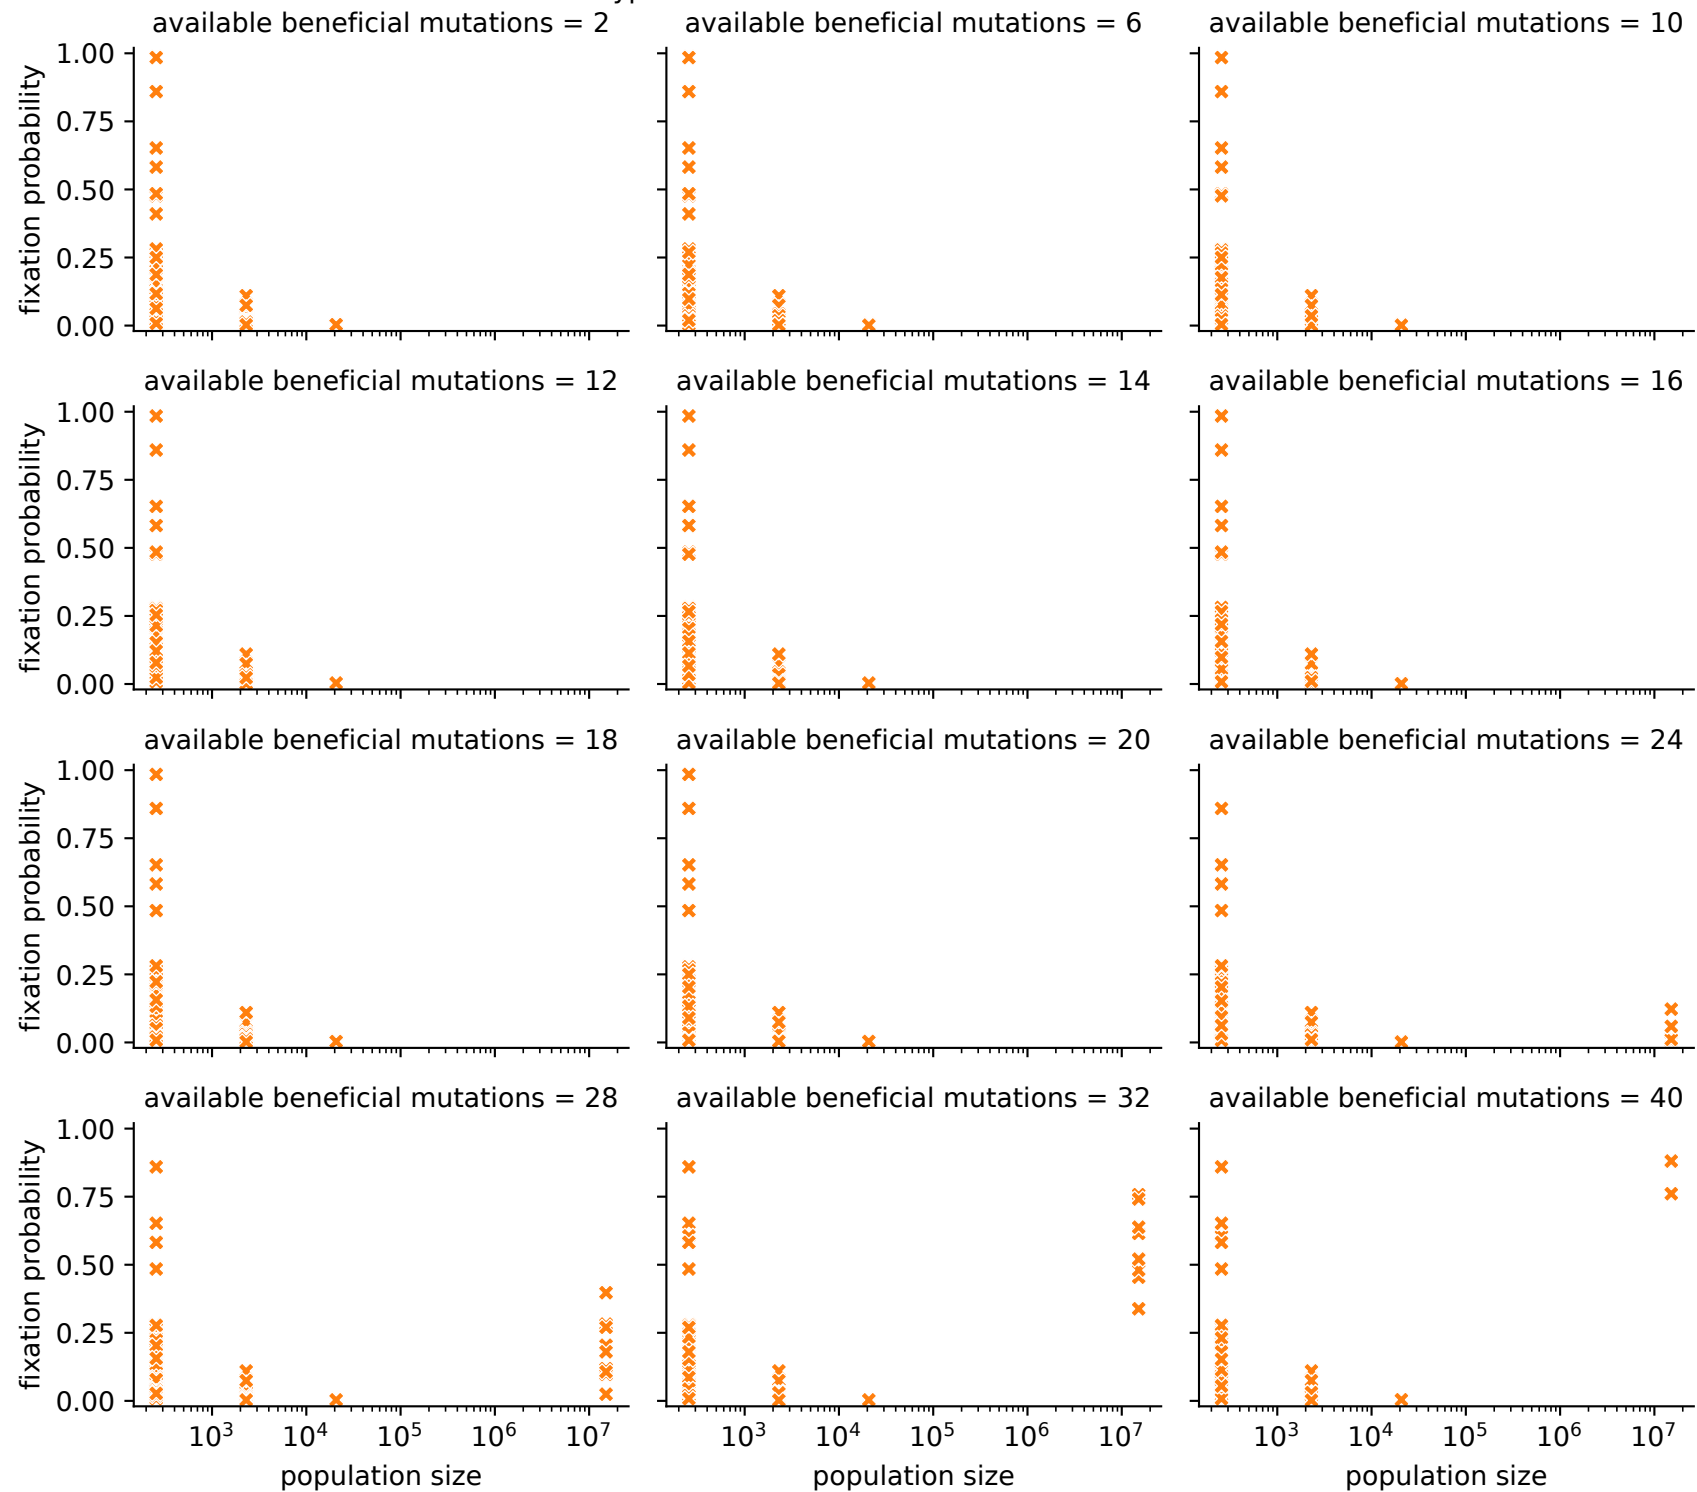 available beneficial mutations = 2
available beneficial mutations = 6
available beneficial mutations = 10
fixation probability
1.00
0.75
0.50
0.25
0.00
available beneficial mutations = 12
available beneficial mutations = 14
available beneficial mutations = 16
fixation probability
1.00
0.75
0.50
0.25
0.00
available beneficial mutations = 18
available beneficial mutations = 20
available beneficial mutations = 24
fixation probability
1.00
0.75
0.50
0.25
0.00
available beneficial mutations = 28
available beneficial mutations = 32
available beneficial mutations = 40
fixation probability
1.00
0.75
0.50
0.25
0.00
10³ 10⁴ 10⁵ 10⁶ 10⁷
10³ 10⁴ 10⁵ 10⁶ 10⁷
10³ 10⁴ 10⁵ 10⁶ 10⁷
population size
population size
population size